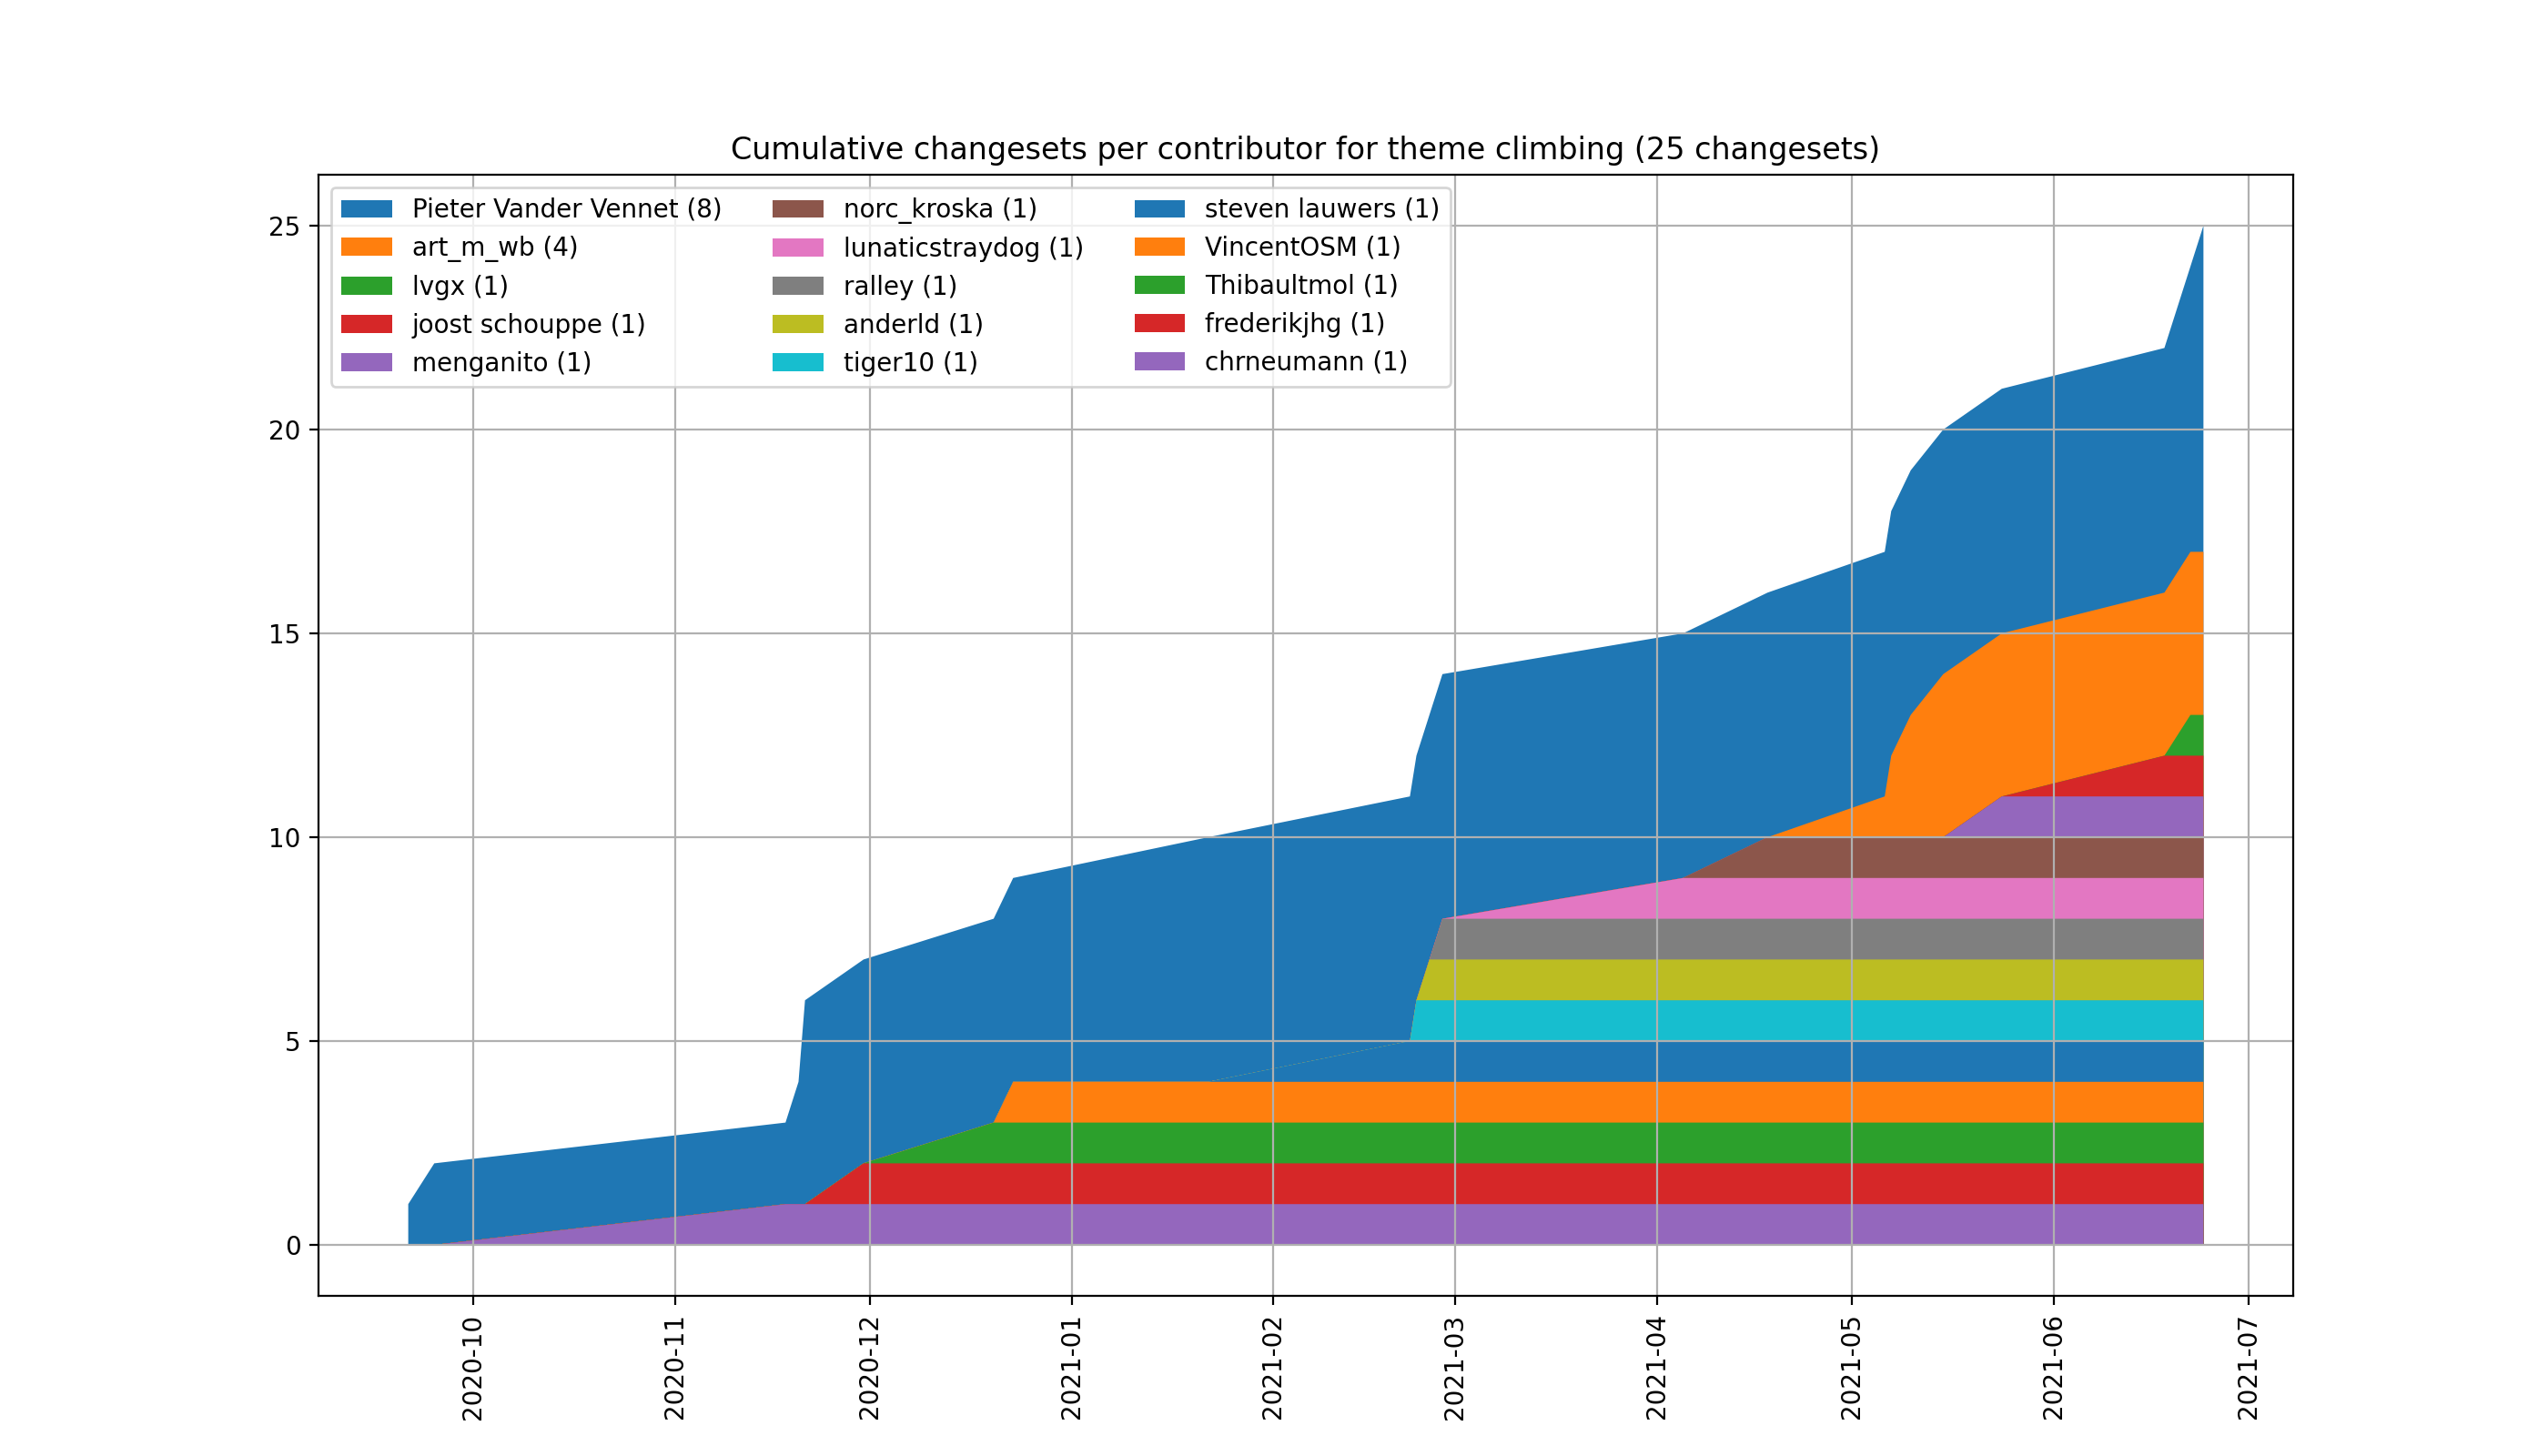 Cumulative changesets per contributor for theme climbing (25 changesets)
Pieter Vander Vennet (8)
art_m_wb (4)
lvgx (1)
joost schouppe (1)
menganito (1)
norc_kroska (1)
lunaticstraydog (1)
ralley (1)
anderld (1)
tiger10 (1)
steven lauwers (1)
VincentOSM (1)
Thibaultmol (1)
frederikjhg (1)
chrneumann (1)
25
20
15
10
5
0
2020-10
2020-11
2020-12
2021-01
2021-02
2021-03
2021-04
2021-05
2021-06
2021-07